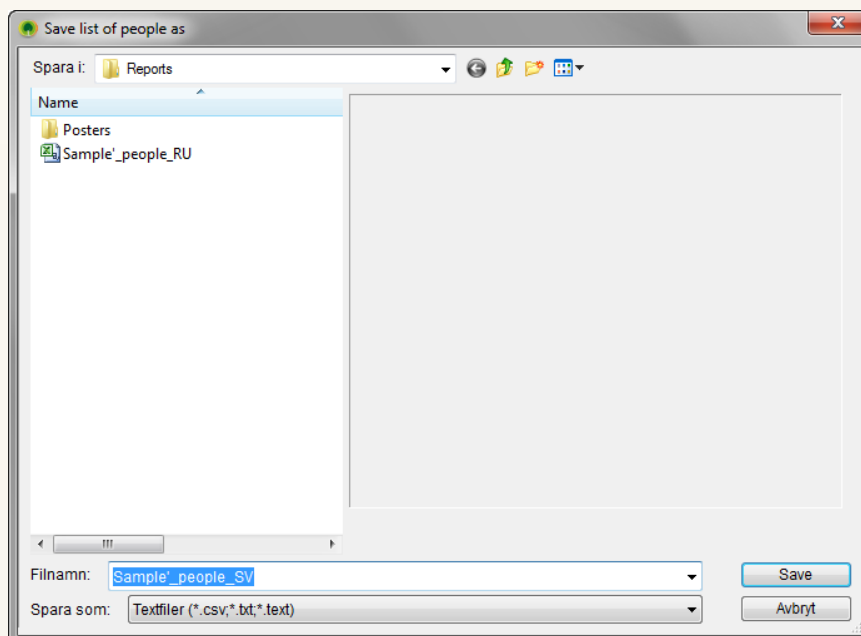 Save list of people as
Spara i: Reports
Name
Posters
Sample'_people_RU
Filnamn: Sample'_people_SV Save
Spara som: Textfiler (*.csv;*.txt;*.text) Avbryt